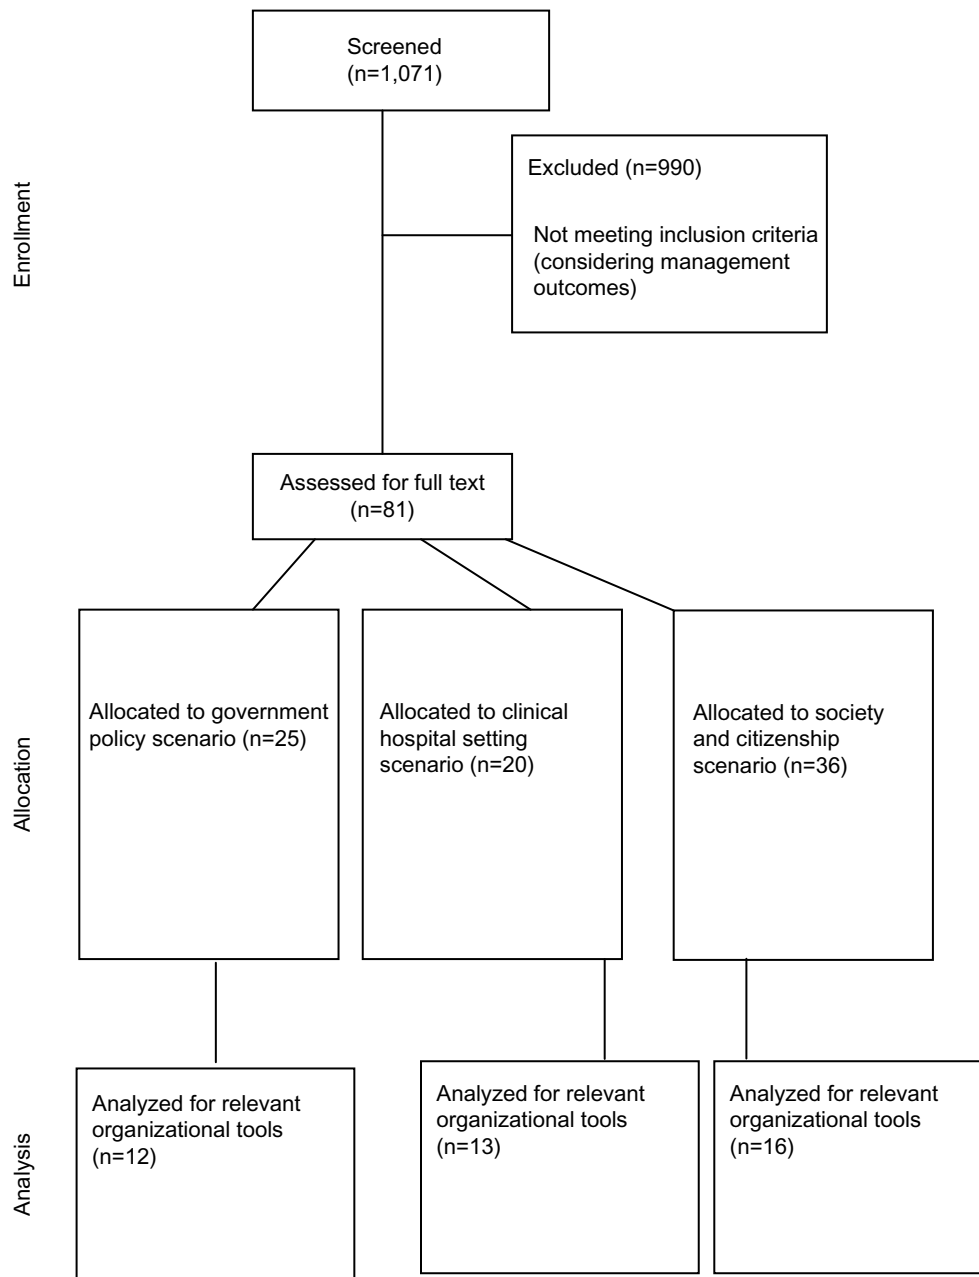 Screened
(n=1,071)
Enrollment
Excluded (n=990)
Not meeting inclusion criteria
(considering management
outcomes)
Assessed for full text
(n=81)
Allocation
Allocated to government
policy scenario (n=25)
Allocated to clinical
hospital setting
scenario (n=20)
Allocated to society
and citizenship
scenario (n=36)
Analysis
Analyzed for relevant
organizational tools
(n=12)
Analyzed for relevant
organizational tools
(n=13)
Analyzed for relevant
organizational tools
(n=16)